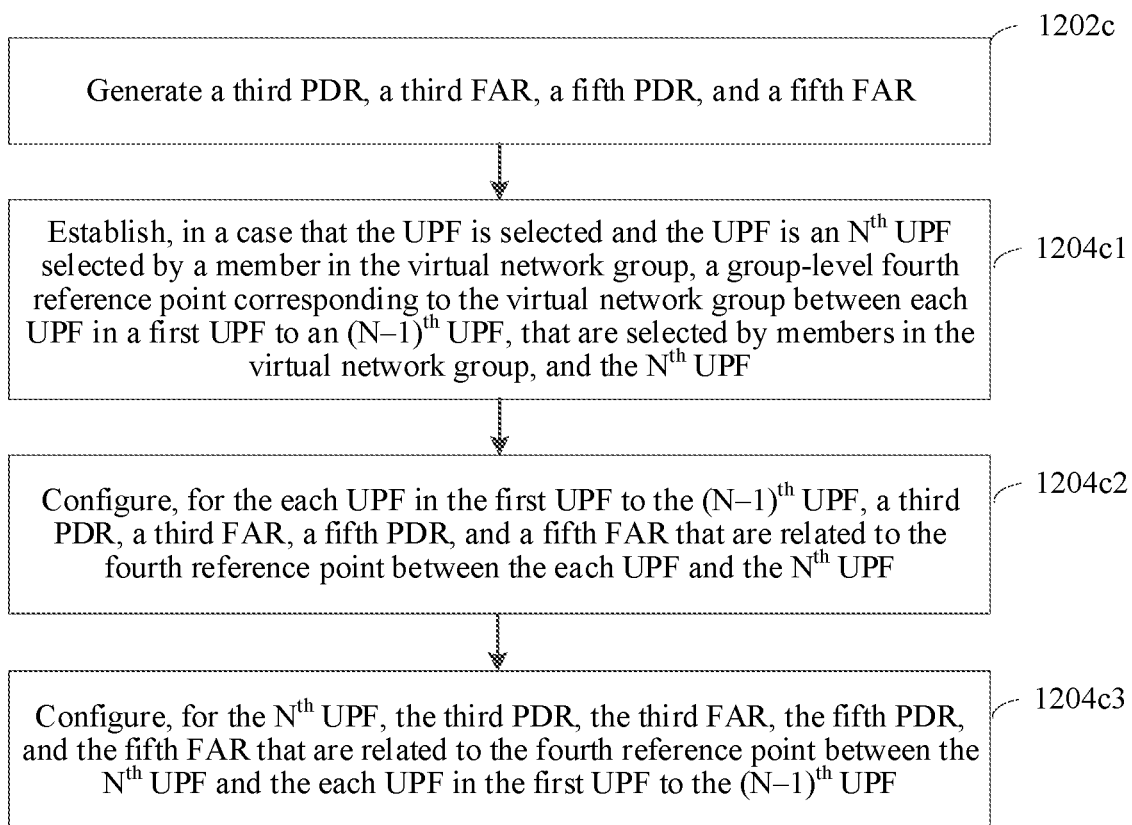 1202c
Generate a third PDR, a third FAR, a fifth PDR, and a fifth FAR
1204c1
Establish, in a case that the UPF is selected and the UPF is an Nth UPF
selected by a member in the virtual network group, a group-level fourth
reference point corresponding to the virtual network group between each
UPF in a first UPF to an (N–1)th UPF, that are selected by members in the
virtual network group, and the Nth UPF
1204c2
Configure, for the each UPF in the first UPF to the (N–1)th UPF, a third
PDR, a third FAR, a fifth PDR, and a fifth FAR that are related to the
fourth reference point between the each UPF and the Nth UPF
1204c3
Configure, for the Nth UPF, the third PDR, the third FAR, the fifth PDR,
and the fifth FAR that are related to the fourth reference point between the
Nth UPF and the each UPF in the first UPF to the (N–1)th UPF